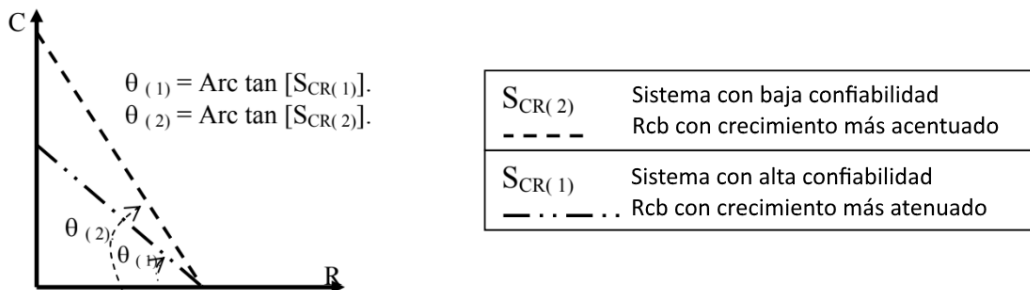 C
θ (1) = Arc tan [SCR(1)].
θ (2) = Arc tan [SCR(2)].
θ (2)
θ (1)
R
SCR( 2) Sistema con baja confiabilidad
Rcb con crecimiento más acentuado
SCR( 1) Sistema con alta confiabilidad
Rcb con crecimiento más atenuado